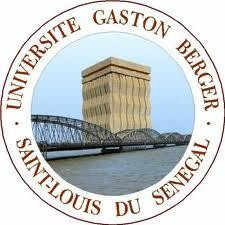 UNIVERSITE GASTON BERGER
SAINT-LOUIS DU SENEGAL